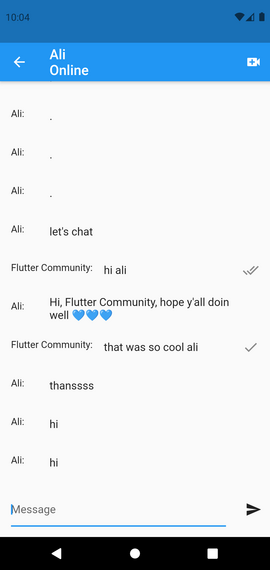 10:04
Ali
Online
Ali: .
Ali: .
Ali: .
Ali: let's chat
Flutter Community: hi ali
Ali: Hi, Flutter Community, hope y'all doin
well 💙💙💙
Flutter Community: that was so cool ali
Ali: thanssss
Ali: hi
Ali: hi
Message